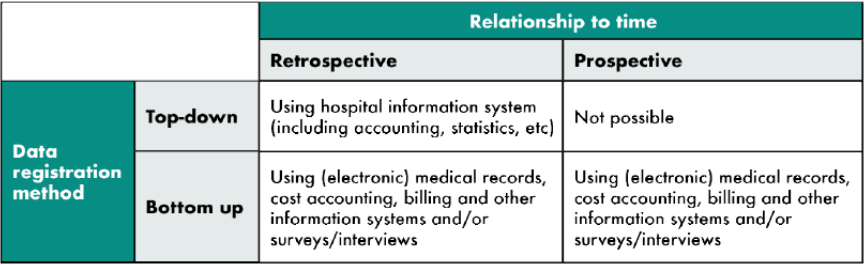 Relationship to time
Retrospective
Prospective
Data
registration
method
Top-down
Using hospital information system
(including accounting, statistics, etc)
Not possible
Bottom up
Using (electronic) medical records,
cost accounting, billing and other
information systems and/or
surveys/interviews
Using (electronic) medical records,
cost accounting, billing and other
information systems and/or
surveys/interviews